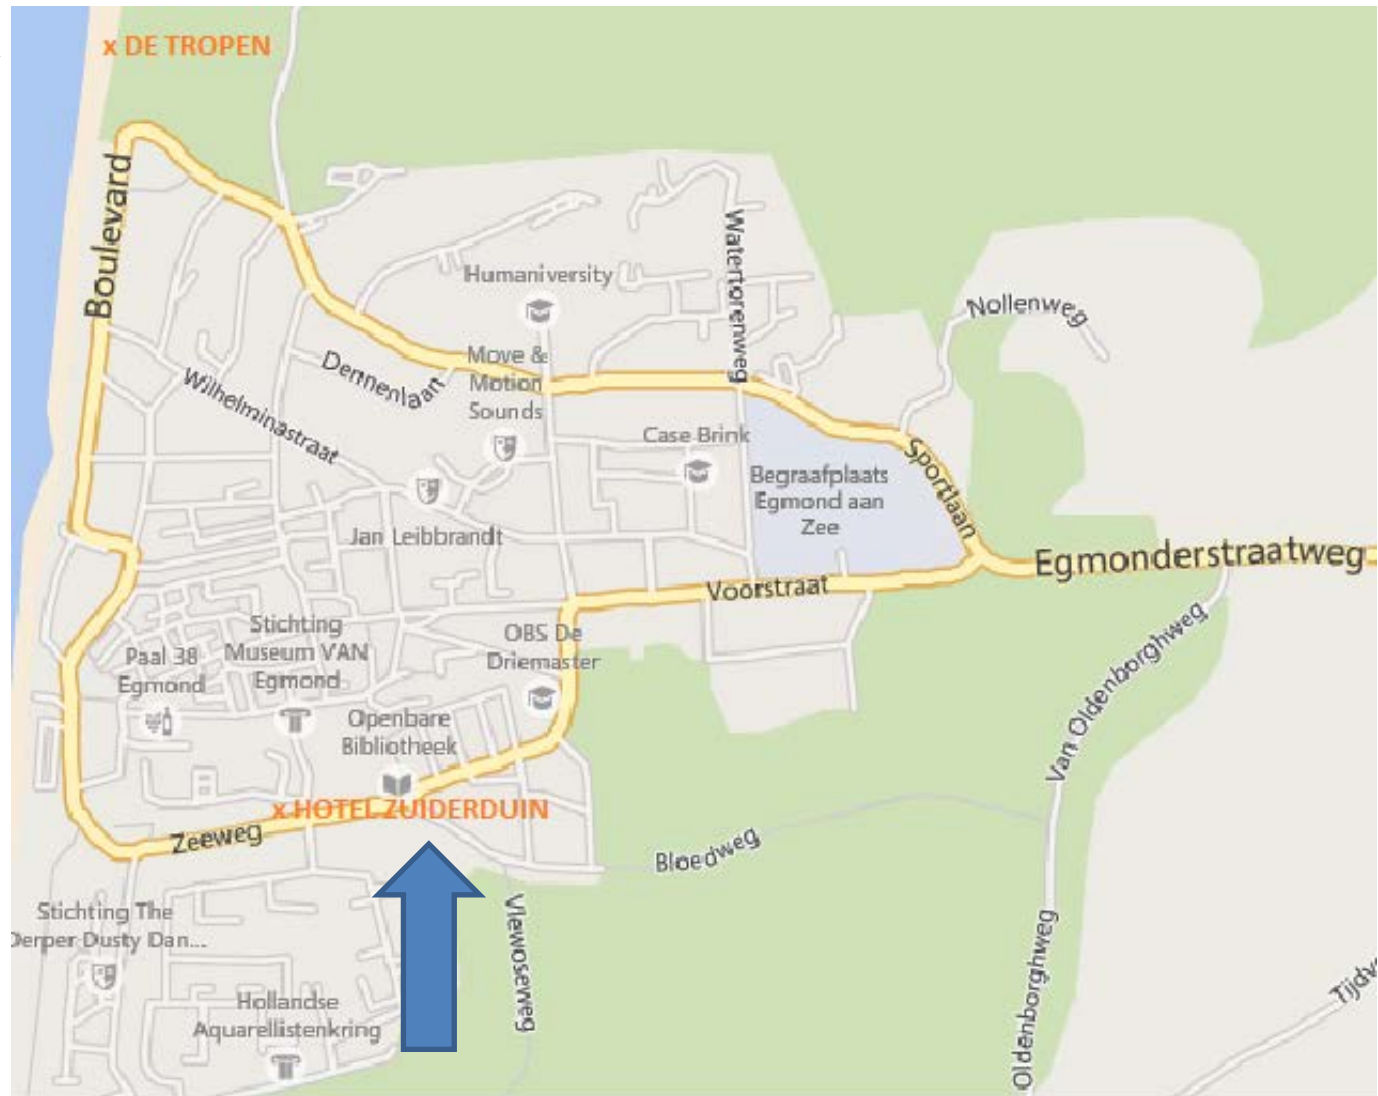 x DE TROPEN
Boulevard
Watertorenweg
Humaniversity
Nollenweg
Move &
Motion
Sounds
Dennenlaan
Wilhelminastraat
Case Brink
Sportlaan
Begraafplaats
Egmond aan
Zee
Jan Leibbrandt
Egmonderstraatweg
Voorstraat
Stichting
Museum VAN
Egmond
OBS De
Driemaster
Paal 38
Egmond
Van Oldenborghweg
Openbare
Bibliotheek
x HOTEL ZUIDERDUIN
Zeeweg
Bloedweg
Stichting The
Derper Dusty Dan...
Vlewoseweg
Oldenborghweg
Hollandse
Aquarellistenkring